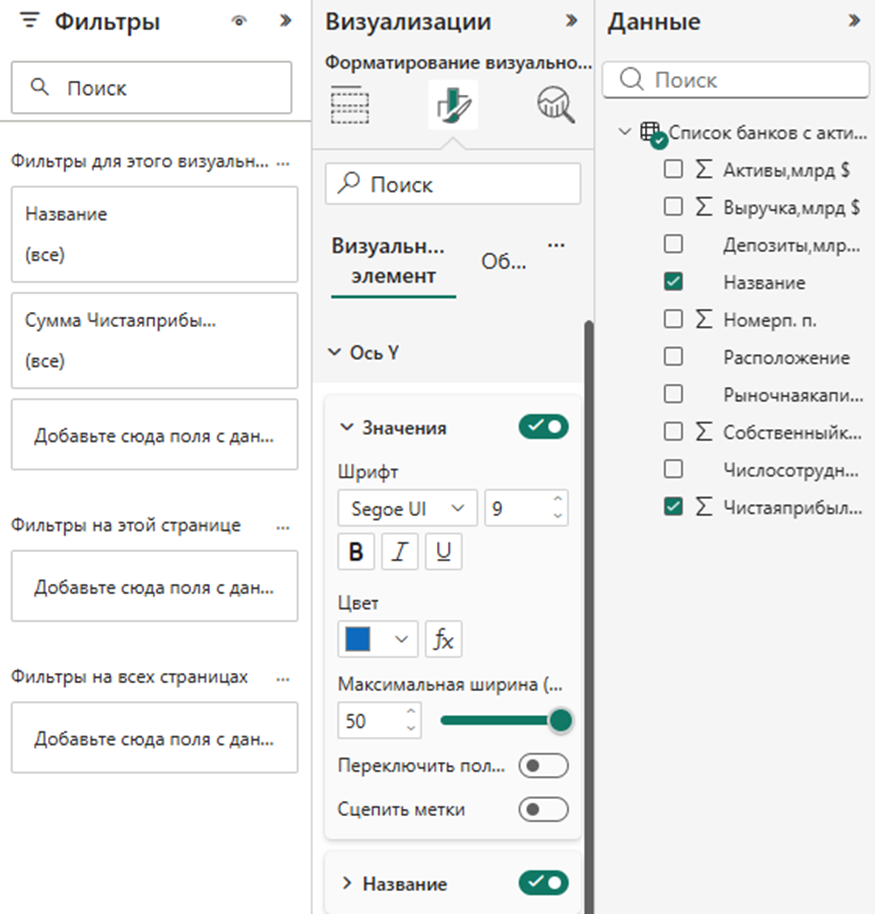 Фильтры
Поиск
Фильтры для этого визуальн... ...
Название
(все)
Сумма Чистаяприбы...
(все)
Добавьте сюда поля с дан...
Фильтры на этой странице ...
Добавьте сюда поля с дан...
Фильтры на всех страницах ...
Добавьте сюда поля с дан...
Визуализации
Форматирование визуально...
Поиск
Визуальн...
элемент
Об...
...
Ось Y
Значения
Шрифт
Segoe UI
9
B I U
Цвет
fx
Максимальная ширина (...
50
Переключить пол...
Сцепить метки
Название
Данные
Поиск
Список банков с акти...
Σ Активы,млрд $
Σ Выручка,млрд $
Депозиты,млр...
Название
Σ Номерп. п.
Расположение
Рыночнаякапи...
Σ Собственныйк...
Числосотрудн...
Σ Чистаяприбыл...